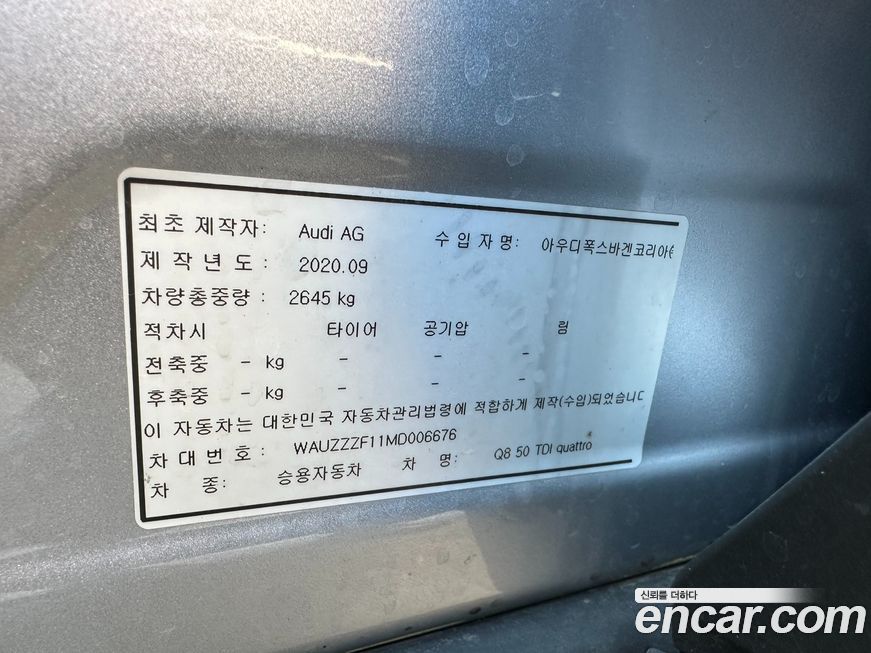 최초 제작자: Audi AG 수 입 자 명: 아우디폭스바겐코리아
제 작 년 도 : 2020.09
차량총중량 : 2645 kg
적차시 타이어 공기압 림
전축중 - kg - - -
후축중 - kg - - -
이 자동차는 대한민국 자동차관리법령에 적합하게 제작(수입)되었습니다
차 대 번 호 : WAUZZZF11MD006676
차 종: 승용자동차 차 명: Q8 50 TDI quattro
신뢰를 더하다
encar.com